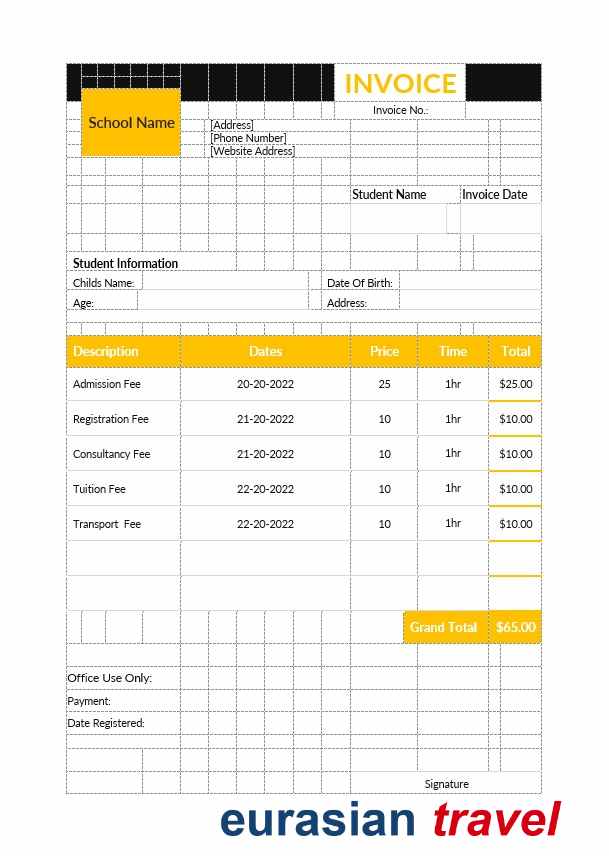 INVOICE
Invoice No.:
School Name
[Address]
[Phone Number]
[Website Address]
Student Name Invoice Date
Student Information
Childs Name: Date Of Birth:
Age: Address:
Description Dates Price Time Total
Admission Fee 20-20-2022 25 1hr $25.00
Registration Fee 21-20-2022 10 1hr $10.00
Consultancy Fee 21-20-2022 10 1hr $10.00
Tuition Fee 22-20-2022 10 1hr $10.00
Transport Fee 22-20-2022 10 1hr $10.00
Grand Total $65.00
Office Use Only:
Payment:
Date Registered:
Signature
eurasian travel